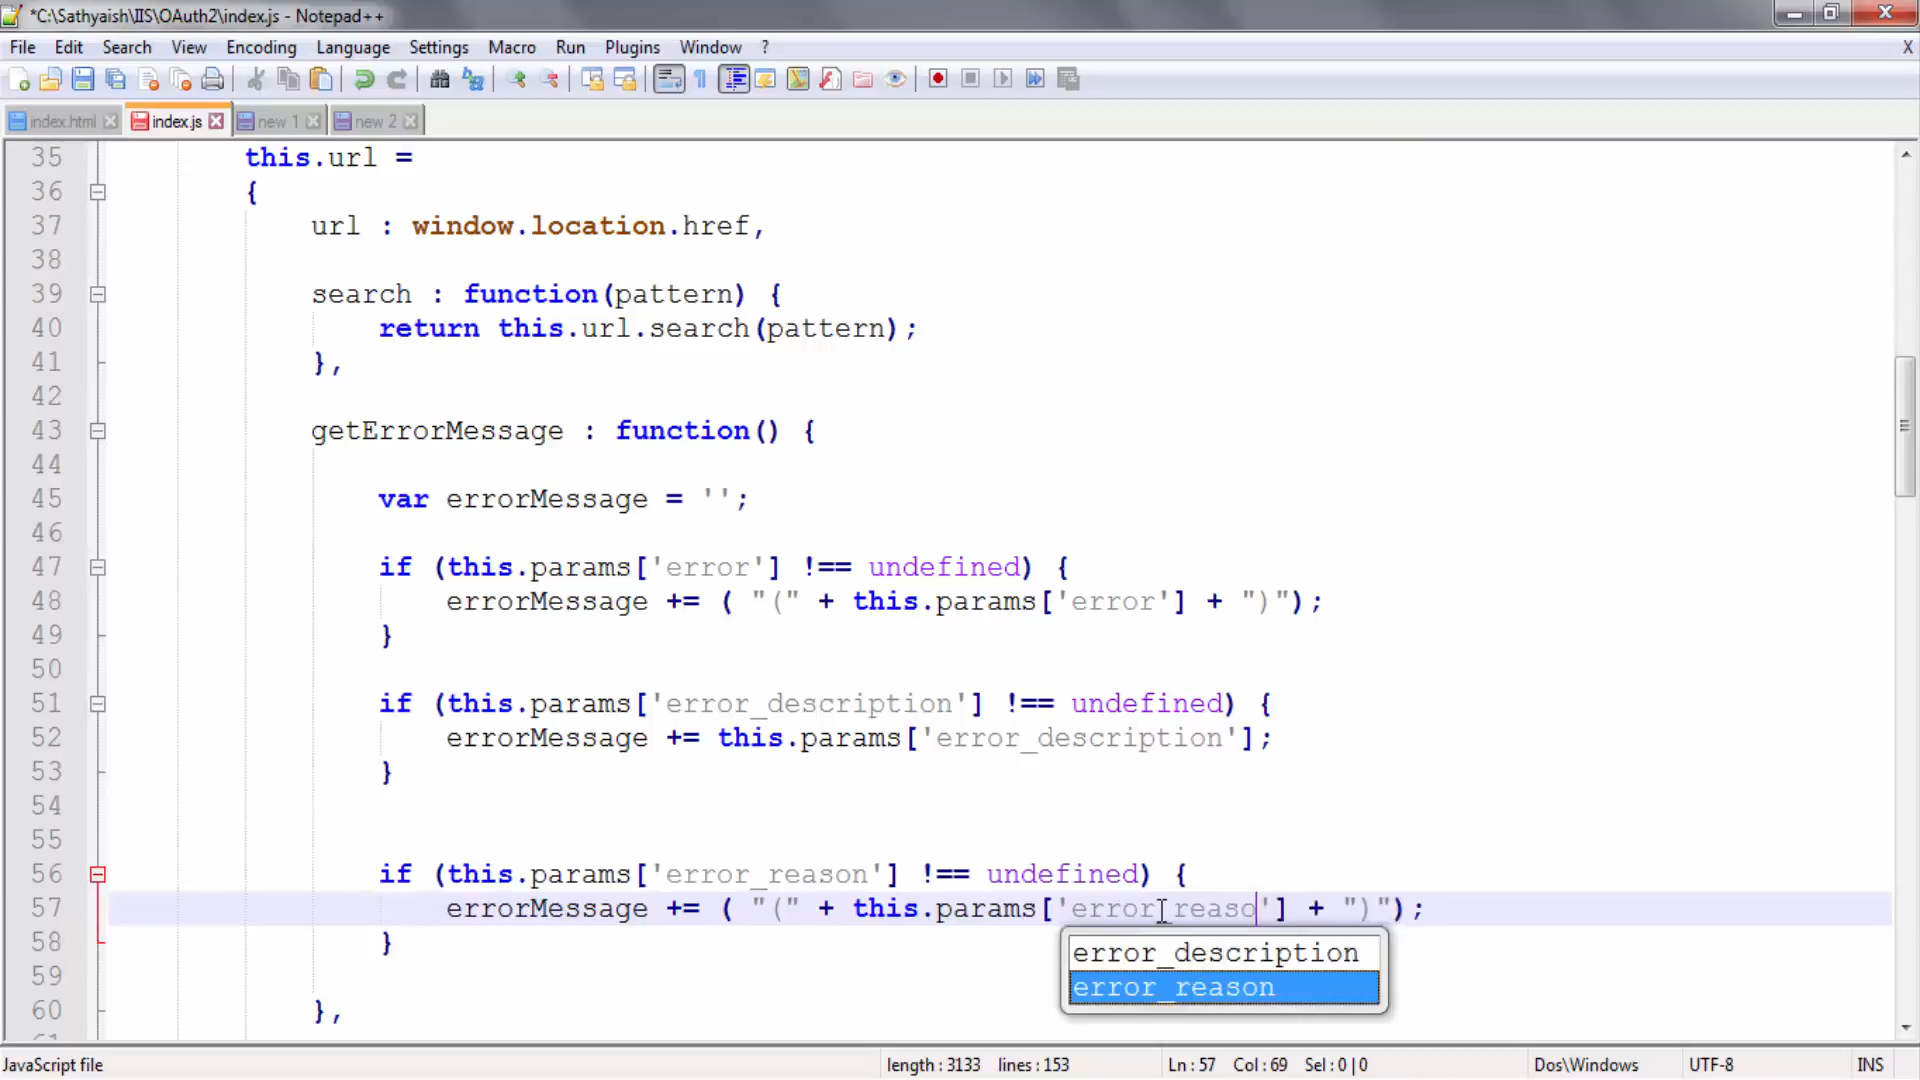 *C:\Sathyaish\IIS\OAuth2\index.js - Notepad++
File Edit Search View Encoding Language Settings Macro Run Plugins Window ? X
index.html index.js new 1 new 2
35 this.url =
36 {
37 url : window.location.href,
38
39 search : function(pattern) {
40 return this.url.search(pattern);
41 },
42
43 getErrorMessage : function() {
44
45 var errorMessage = '';
46
47 if (this.params['error'] !== undefined) {
48 errorMessage += ( "(" + this.params['error'] + ")");
49 }
50
51 if (this.params['error_description'] !== undefined) {
52 errorMessage += this.params['error_description'];
53 }
54
55
56 if (this.params['error_reason'] !== undefined) {
57 errorMessage += ( "(" + this.params['error_reaso'] + ")");
58 }
error_description
error_reason
59
60 },
61
JavaScript file length : 3133 lines : 153 Ln : 57 Col : 69 Sel : 0 | 0 Dos\Windows UTF-8 INS